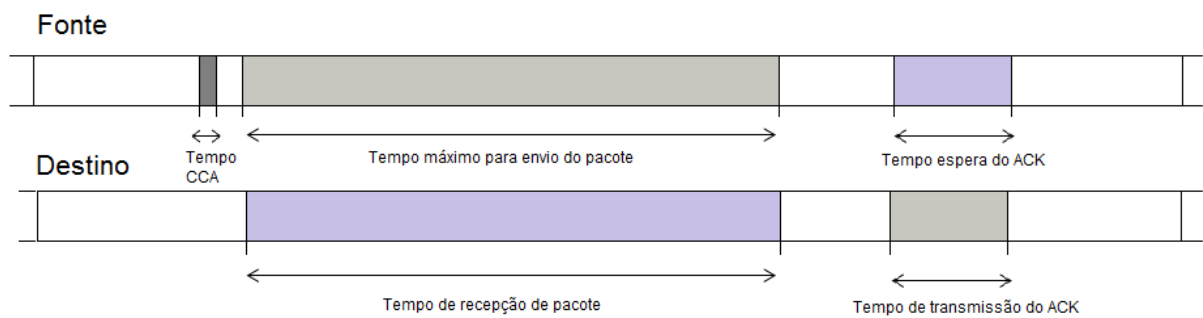 Fonte
Tempo
CCA
Tempo máximo para envio do pacote
Tempo espera do ACK
Destino
Tempo de recepção de pacote
Tempo de transmissão do ACK